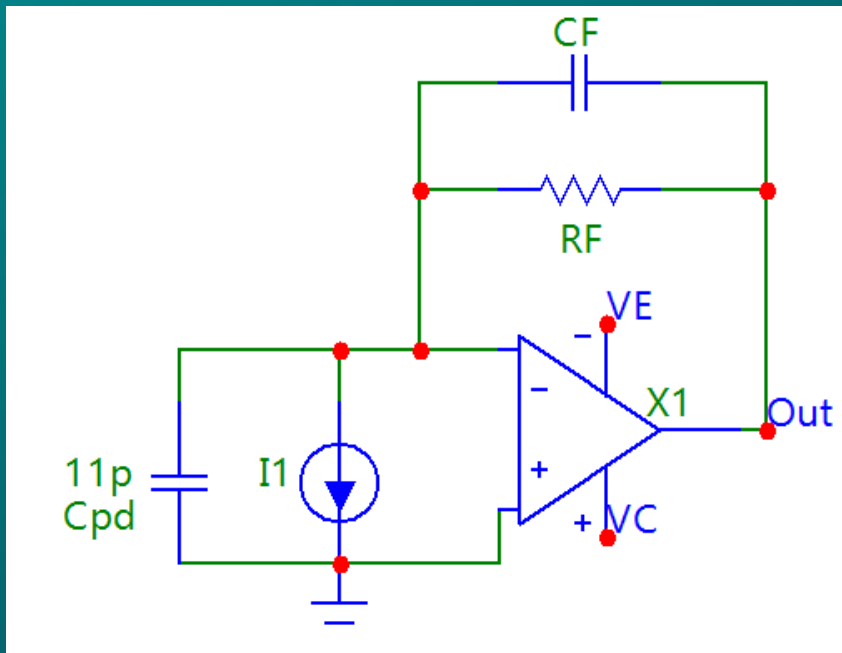 CF
RF
VE
-
-
X1
Out
11p
Cpd
I1
+
+
VC